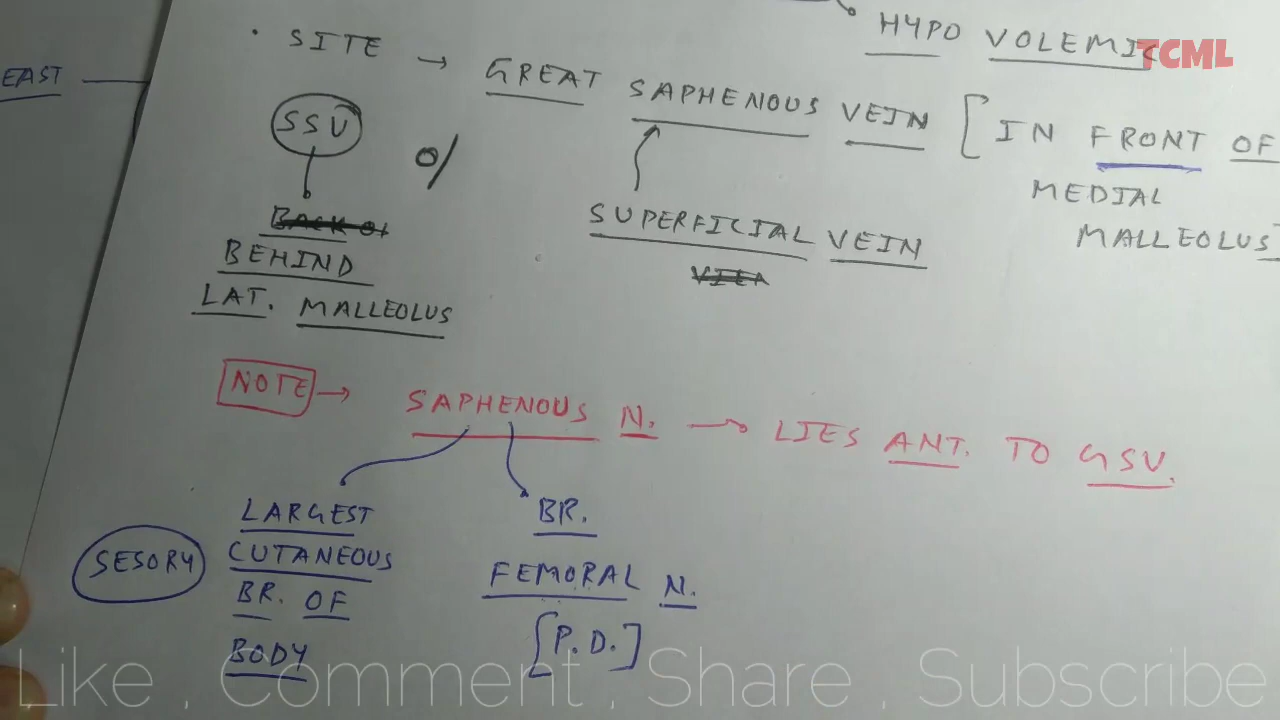 HYPO VOLEMIC
TCML
EAST
• SITE → GREAT SAPHENOUS VEIN [ IN FRONT OF
MEDIAL
MALLEOLUS
SSV
SUPERFICIAL VEIN
BEHIND
LAT. MALLEOLUS
NOTE → SAPHENOUS N. → LIES ANT. TO GSV.
LARGEST
CUTANEOUS
BR. OF
BODY
SESORY
BR.
FEMORAL N.
[P.D.]
Like , Comment , Share , Subscribe